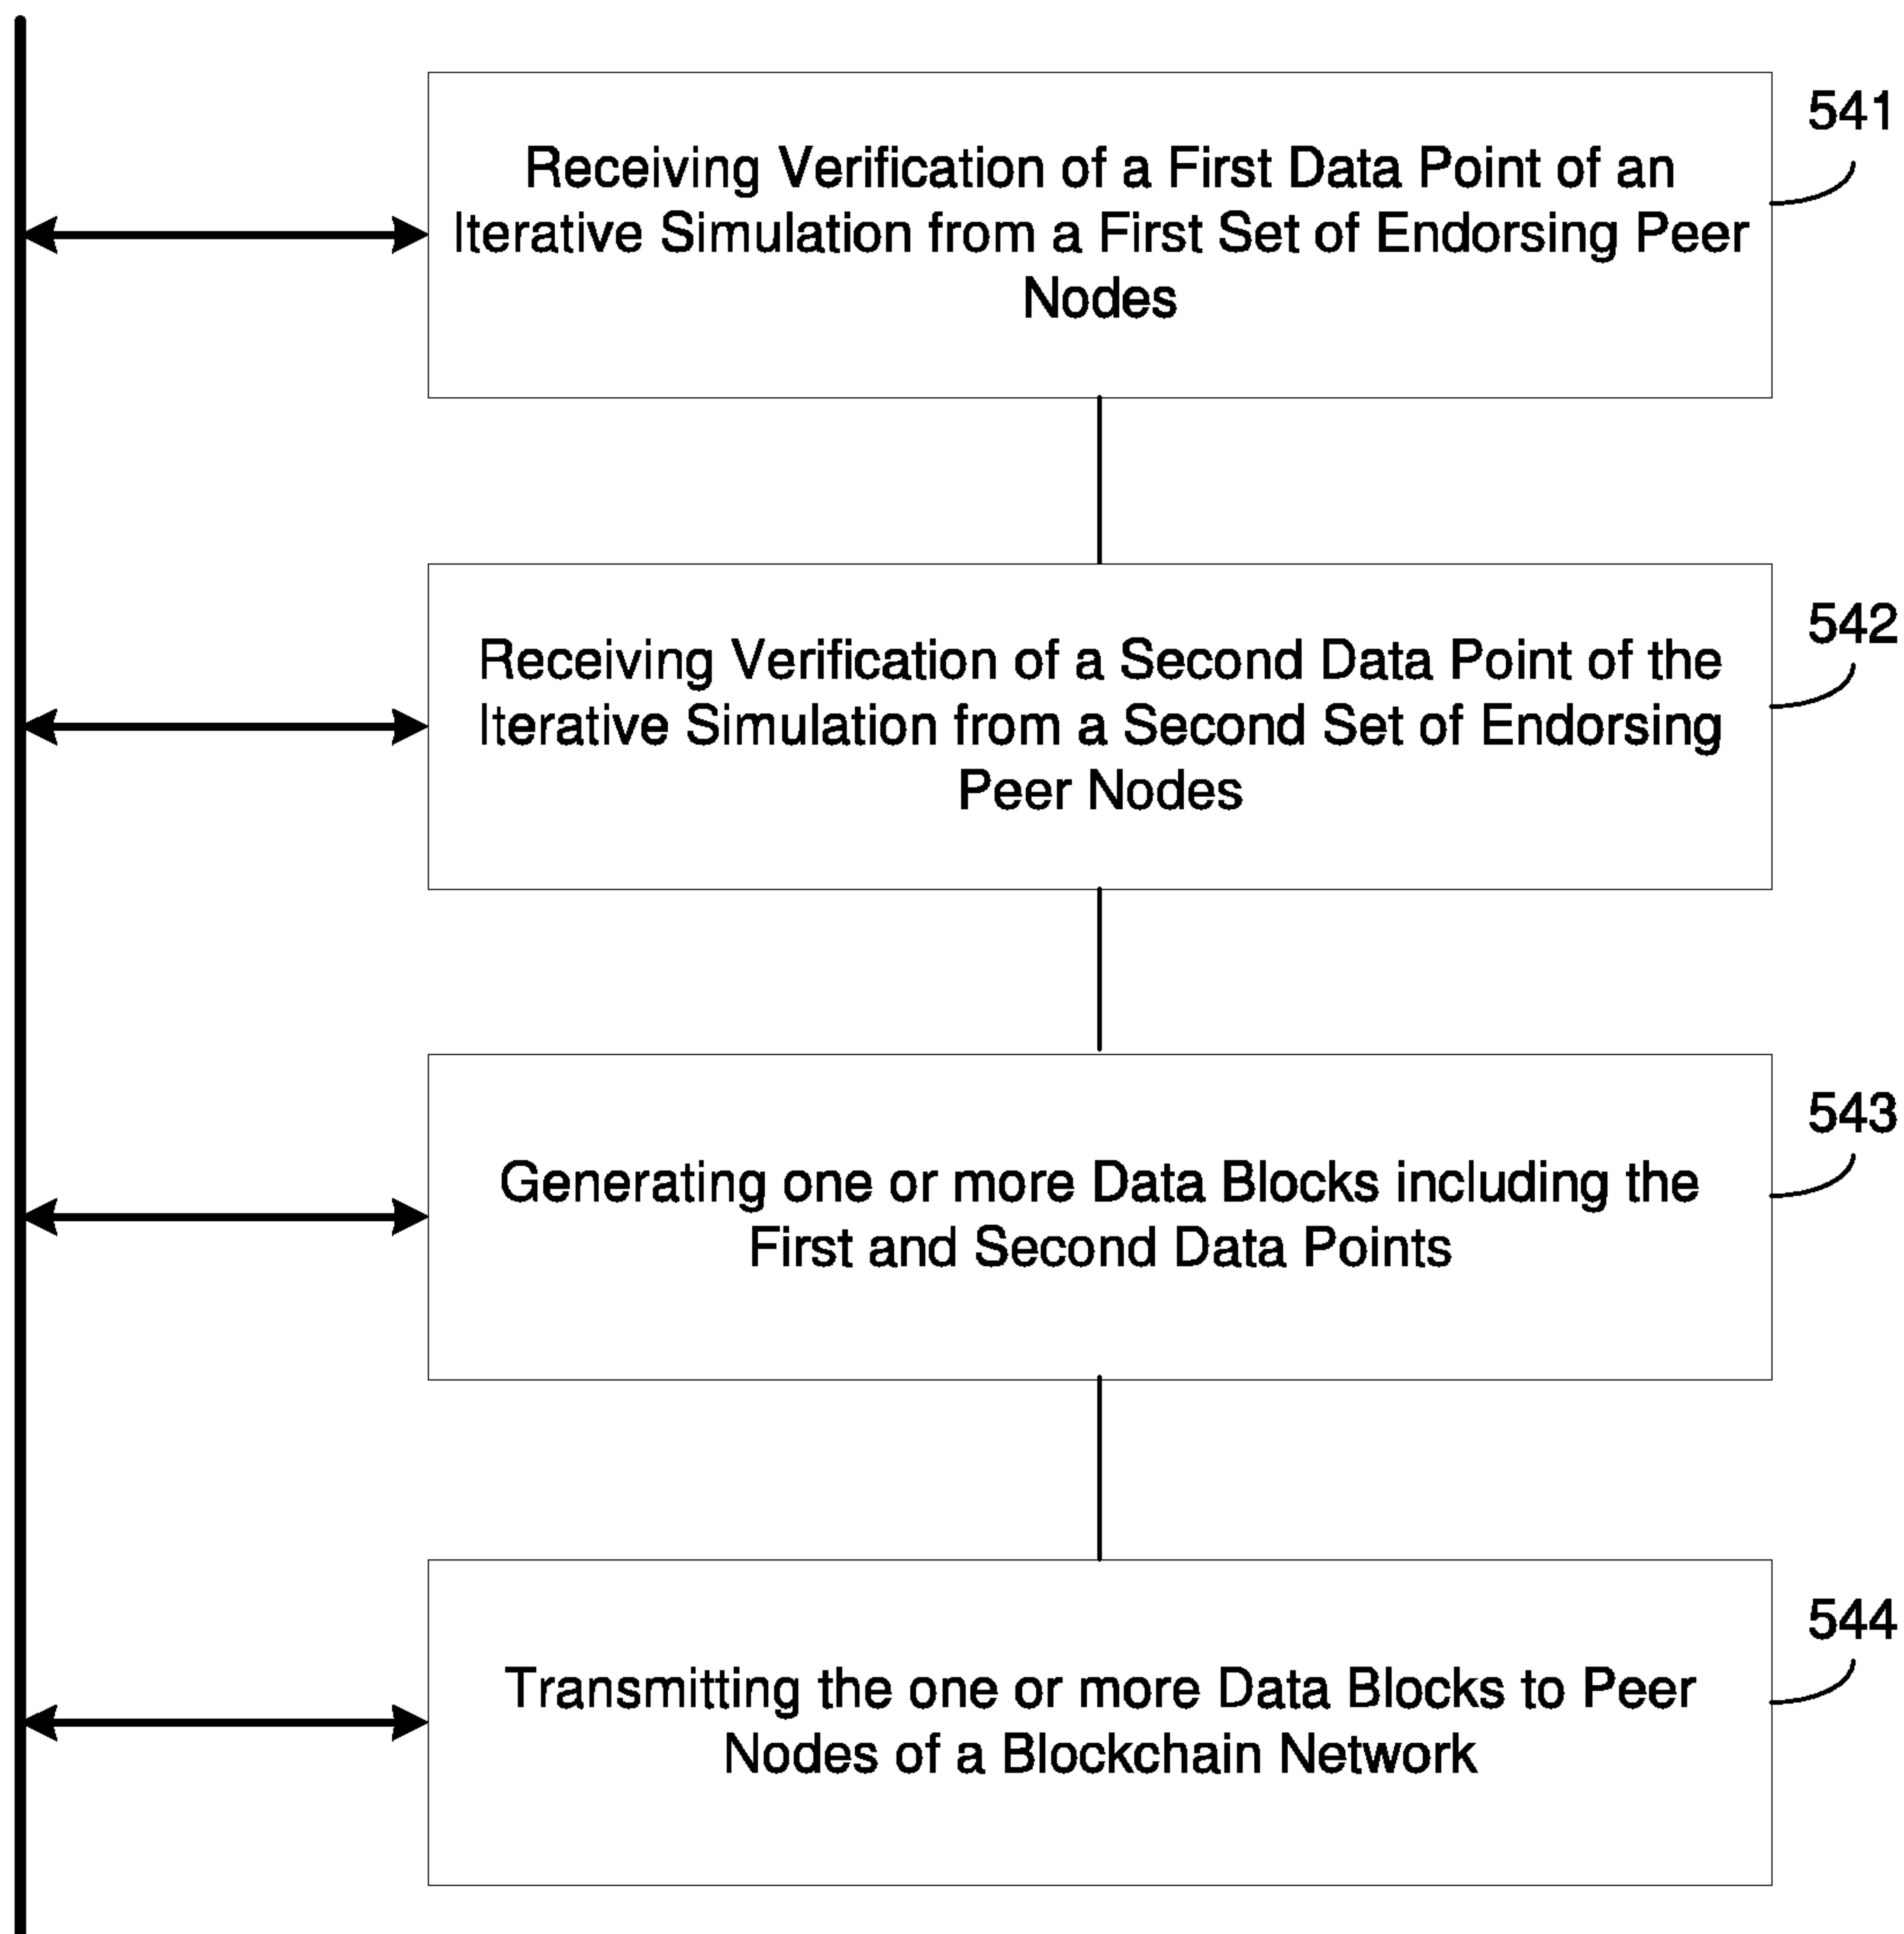 541
Receiving Verification of a First Data Point of an
Iterative Simulation from a First Set of Endorsing Peer
Nodes
542
Receiving Verification of a Second Data Point of the
Iterative Simulation from a Second Set of Endorsing
Peer Nodes
543
Generating one or more Data Blocks including the
First and Second Data Points
544
Transmitting the one or more Data Blocks to Peer
Nodes of a Blockchain Network